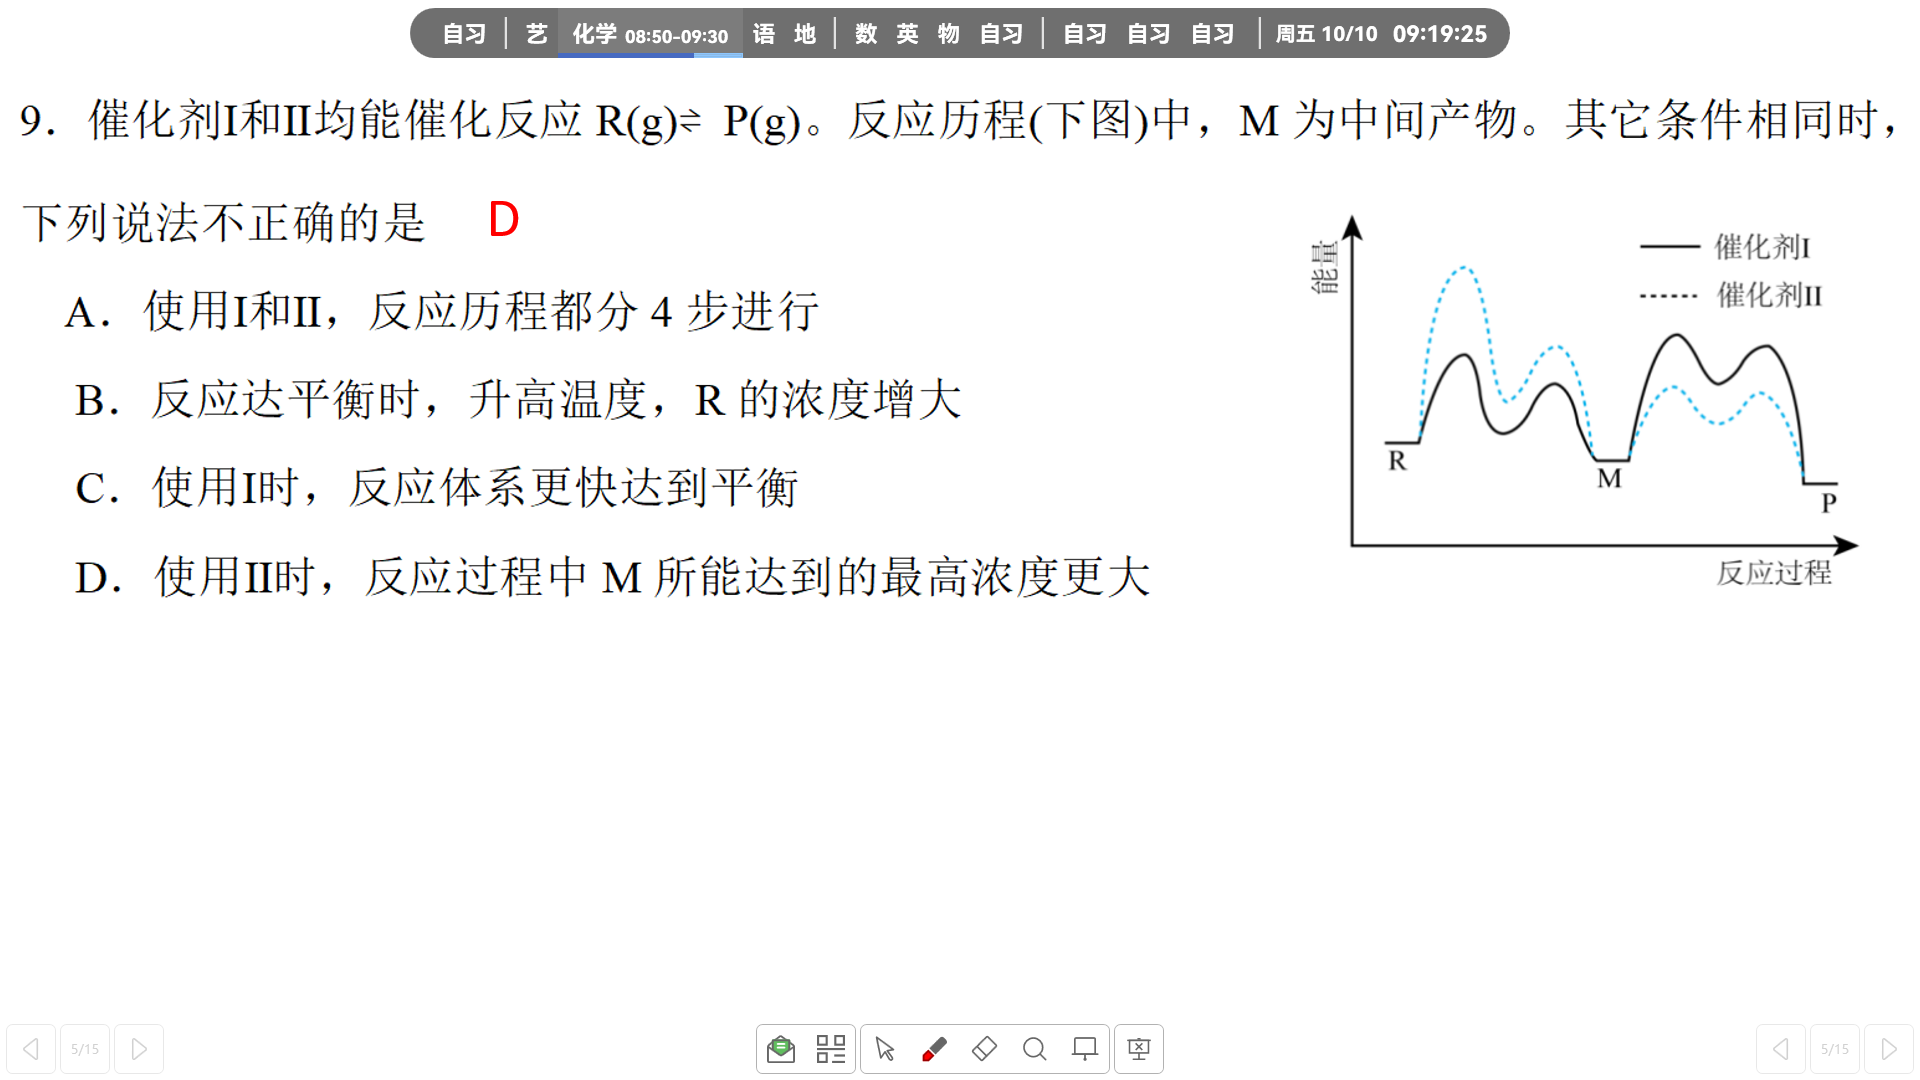 自习 艺 化学 08:50-09:30 语 地 数 英 物 自习 自习 自习 自习 周五 10/10 09:19:25
9. 催化剂Ⅰ和Ⅱ均能催化反应 R(g)⇌ P(g)。反应历程(下图)中，M 为中间产物。其它条件相同时，
下列说法不正确的是 D
A. 使用Ⅰ和Ⅱ，反应历程都分 4 步进行
B. 反应达平衡时，升高温度，R 的浓度增大
C. 使用Ⅰ时，反应体系更快达到平衡
D. 使用Ⅱ时，反应过程中 M 所能达到的最高浓度更大
能量
催化剂Ⅰ
催化剂Ⅱ
R
M
P
反应过程
5/15
5/15